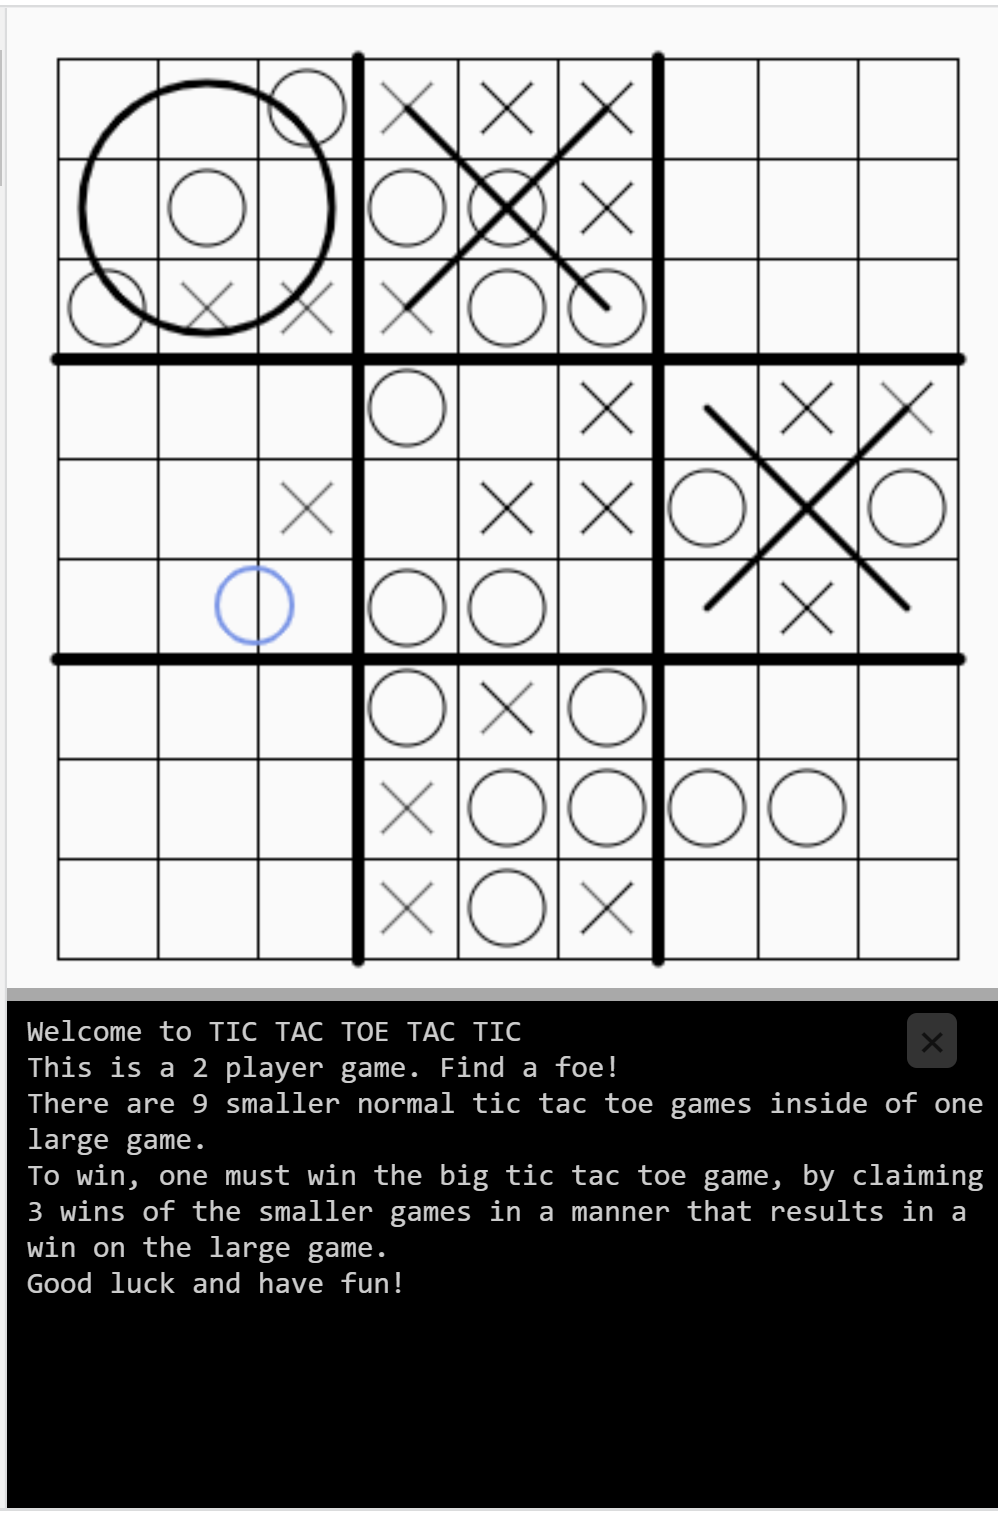 Welcome to TIC TAC TOE TAC TIC
This is a 2 player game. Find a foe!
There are 9 smaller normal tic tac toe games inside of one
large game.
To win, one must win the big tic tac toe game, by claiming
3 wins of the smaller games in a manner that results in a
win on the large game.
Good luck and have fun!